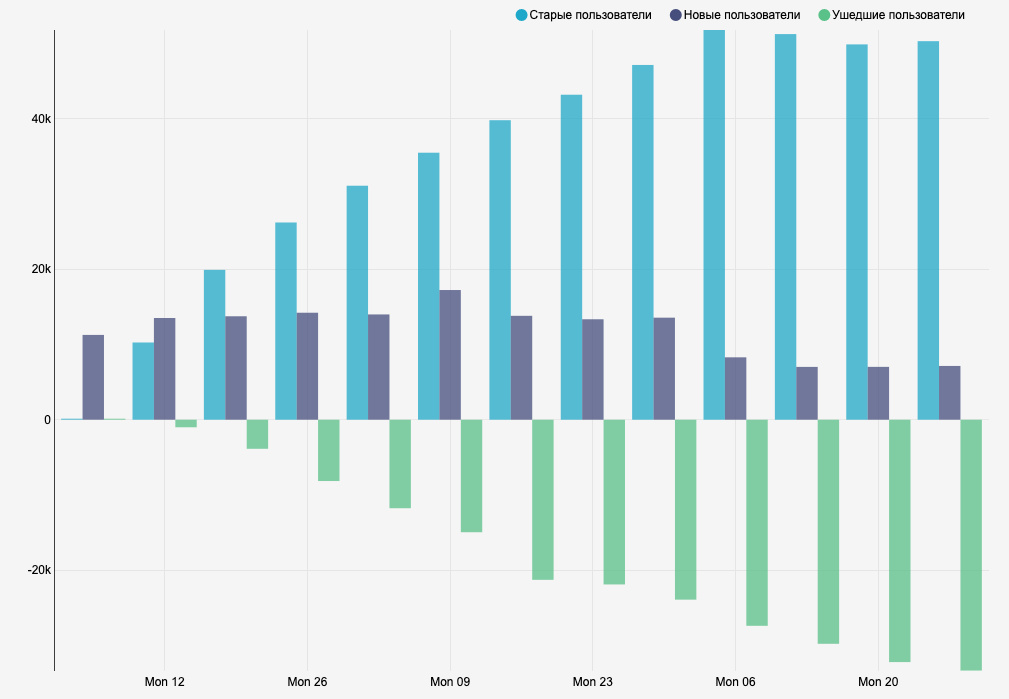 Старые пользователи Новые пользователи Ушедшие пользователи
40k
20k
0
-20k
Mon 12 Mon 26 Mon 09 Mon 23 Mon 06 Mon 20